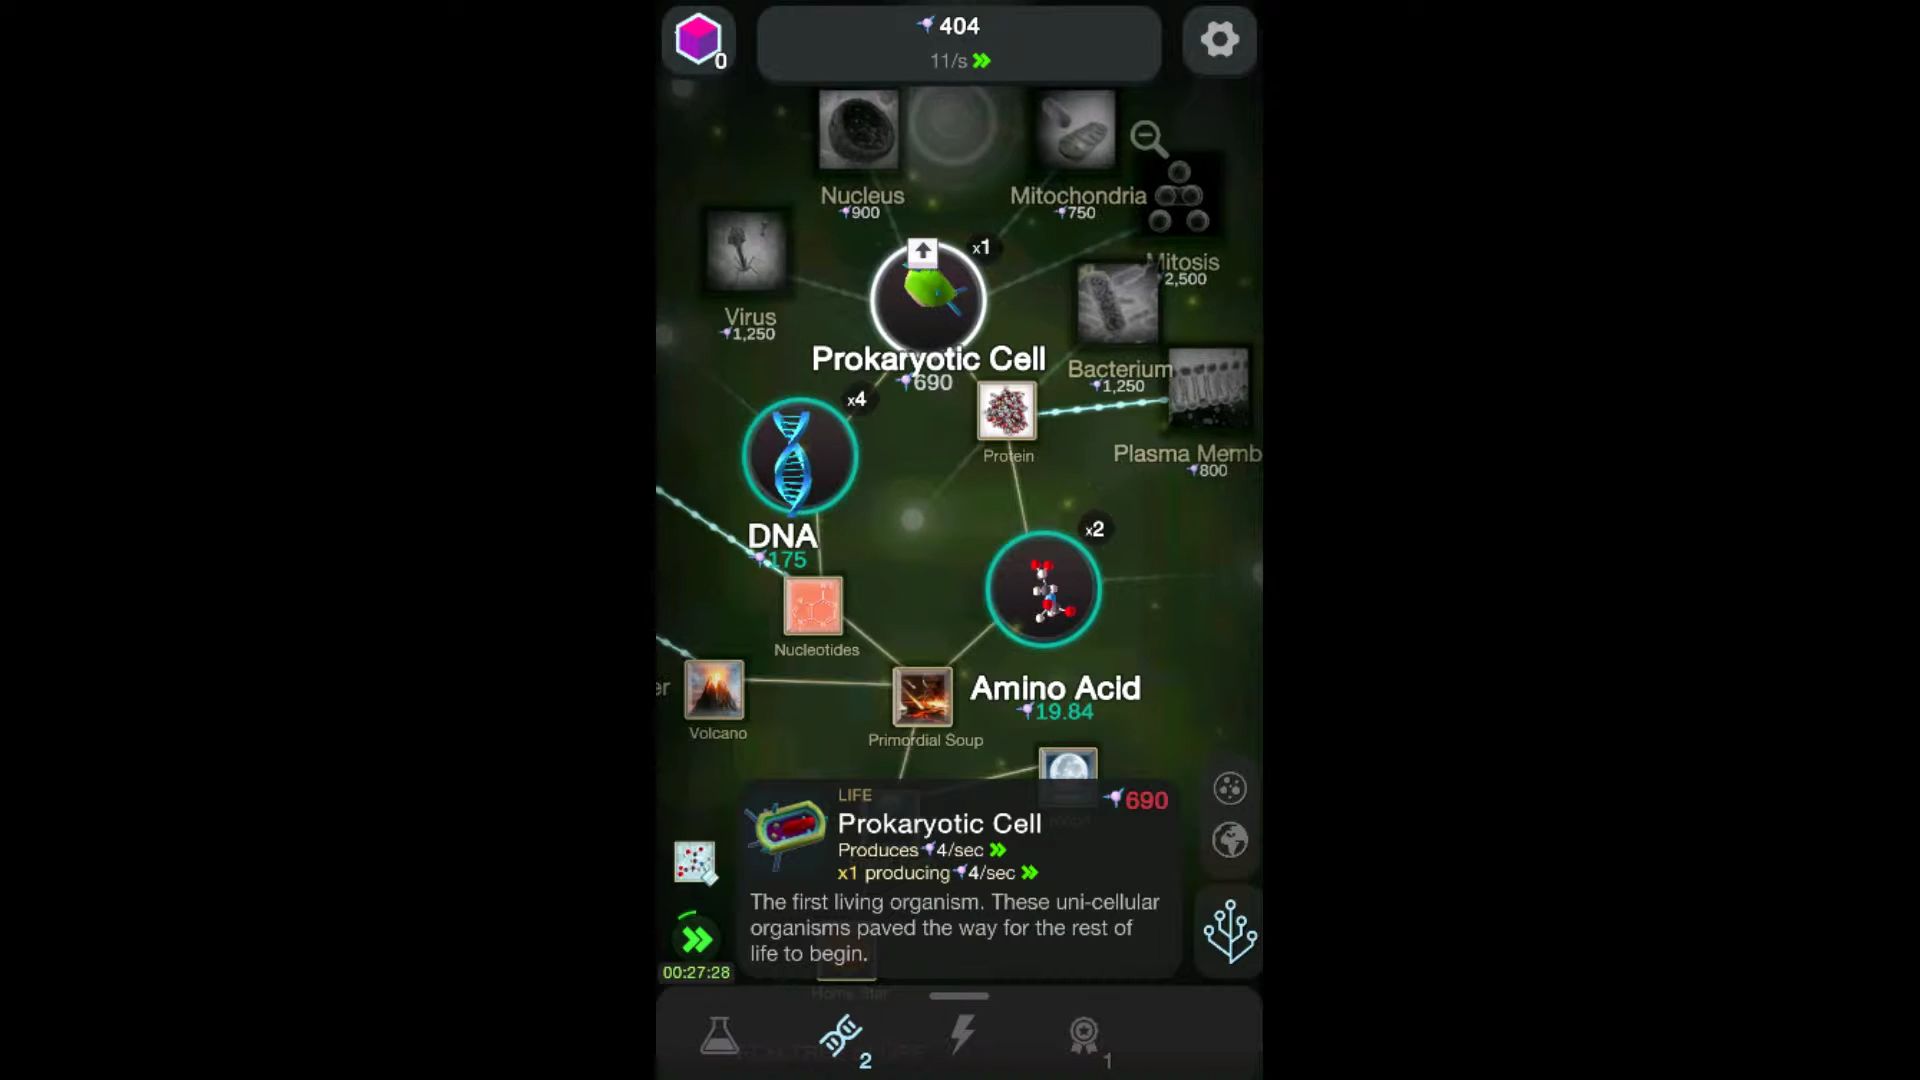 0
404
11/s
Nucleus
900
Mitochondria
750
Mitosis
2,500
x1
Virus
1,250
Prokaryotic Cell
690
Bacterium
1,250
x4
Protein
Plasma Memb
800
DNA
175
x2
Nucleotides
Amino Acid
19.84
er
Volcano
Primordial Soup
LIFE
690
Prokaryotic Cell
Produces 4/sec
x1 producing 4/sec
The first living organism. These uni-cellular
organisms paved the way for the rest of
life to begin.
00:27:28
Home Star
2
1